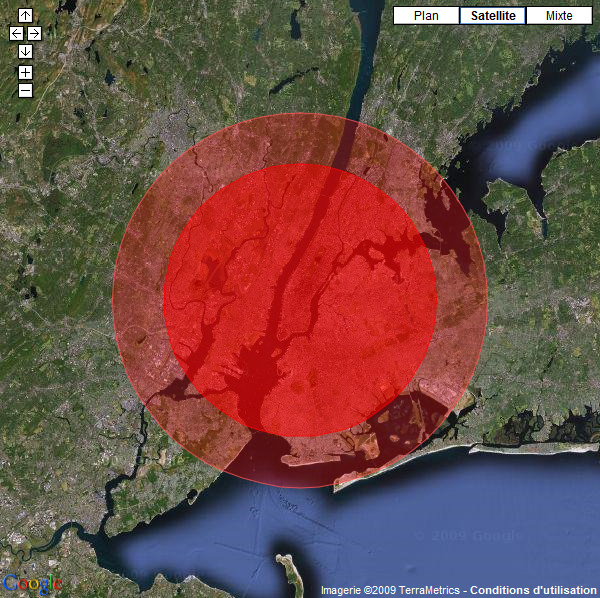 Plan
Satellite
Mixte
© 2009 Google
© 2009 Google
Google
Imagerie ©2009 TerraMetrics - Conditions d'utilisation